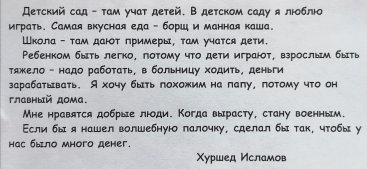 Детский сад - там учат детей. В детском саду я люблю
играть. Самая вкусная еда - борщ и манная каша.
Школа - там дают примеры, там учатся дети.
Ребенком быть легко, потому что дети играют, взрослым быть
тяжело - надо работать, в больницу ходить, деньги
зарабатывать. Я хочу быть похожим на папу, потому что он
главный дома.
Мне нравятся добрые люди. Когда вырасту, стану военным.
Если бы я нашел волшебную палочку, сделал бы так, чтобы у
нас было много денег.
Хуршед Исламов